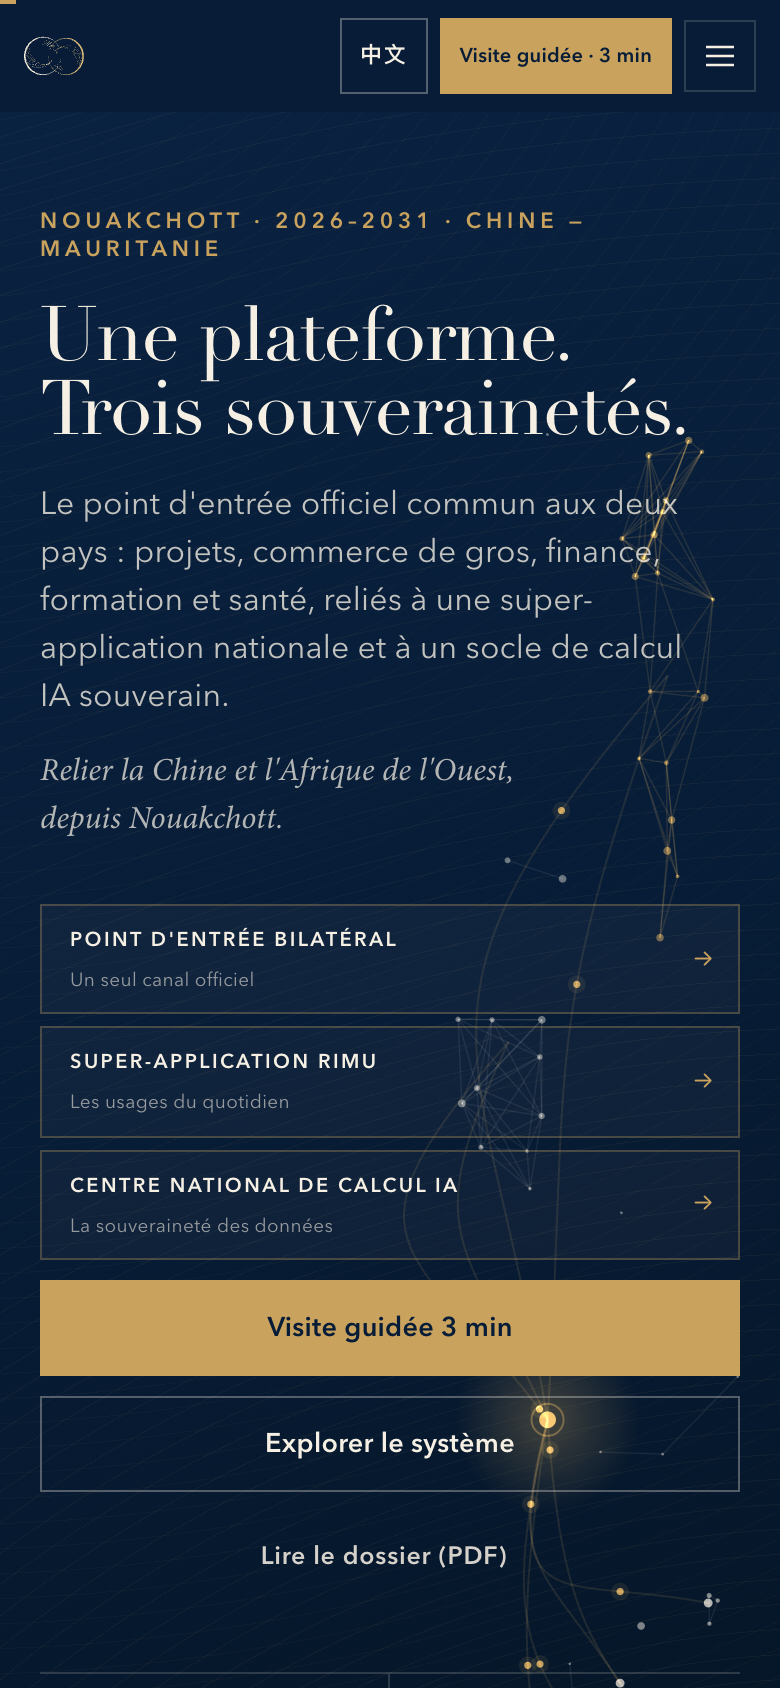 中文
Visite guidée · 3 min
NOUAKCHOTT · 2026–2031 · CHINE –
MAURITANIE
Une plateforme.
Trois souverainetés.
Le point d'entrée officiel commun aux deux
pays : projets, commerce de gros, finance,
formation et santé, reliés à une super-
application nationale et à un socle de calcul
IA souverain.
Relier la Chine et l'Afrique de l'Ouest,
depuis Nouakchott.
POINT D'ENTRÉE BILATÉRAL
Un seul canal officiel
→
SUPER-APPLICATION RIMU
Les usages du quotidien
→
CENTRE NATIONAL DE CALCUL IA
La souveraineté des données
→
Visite guidée 3 min
Explorer le système
Lire le dossier (PDF)